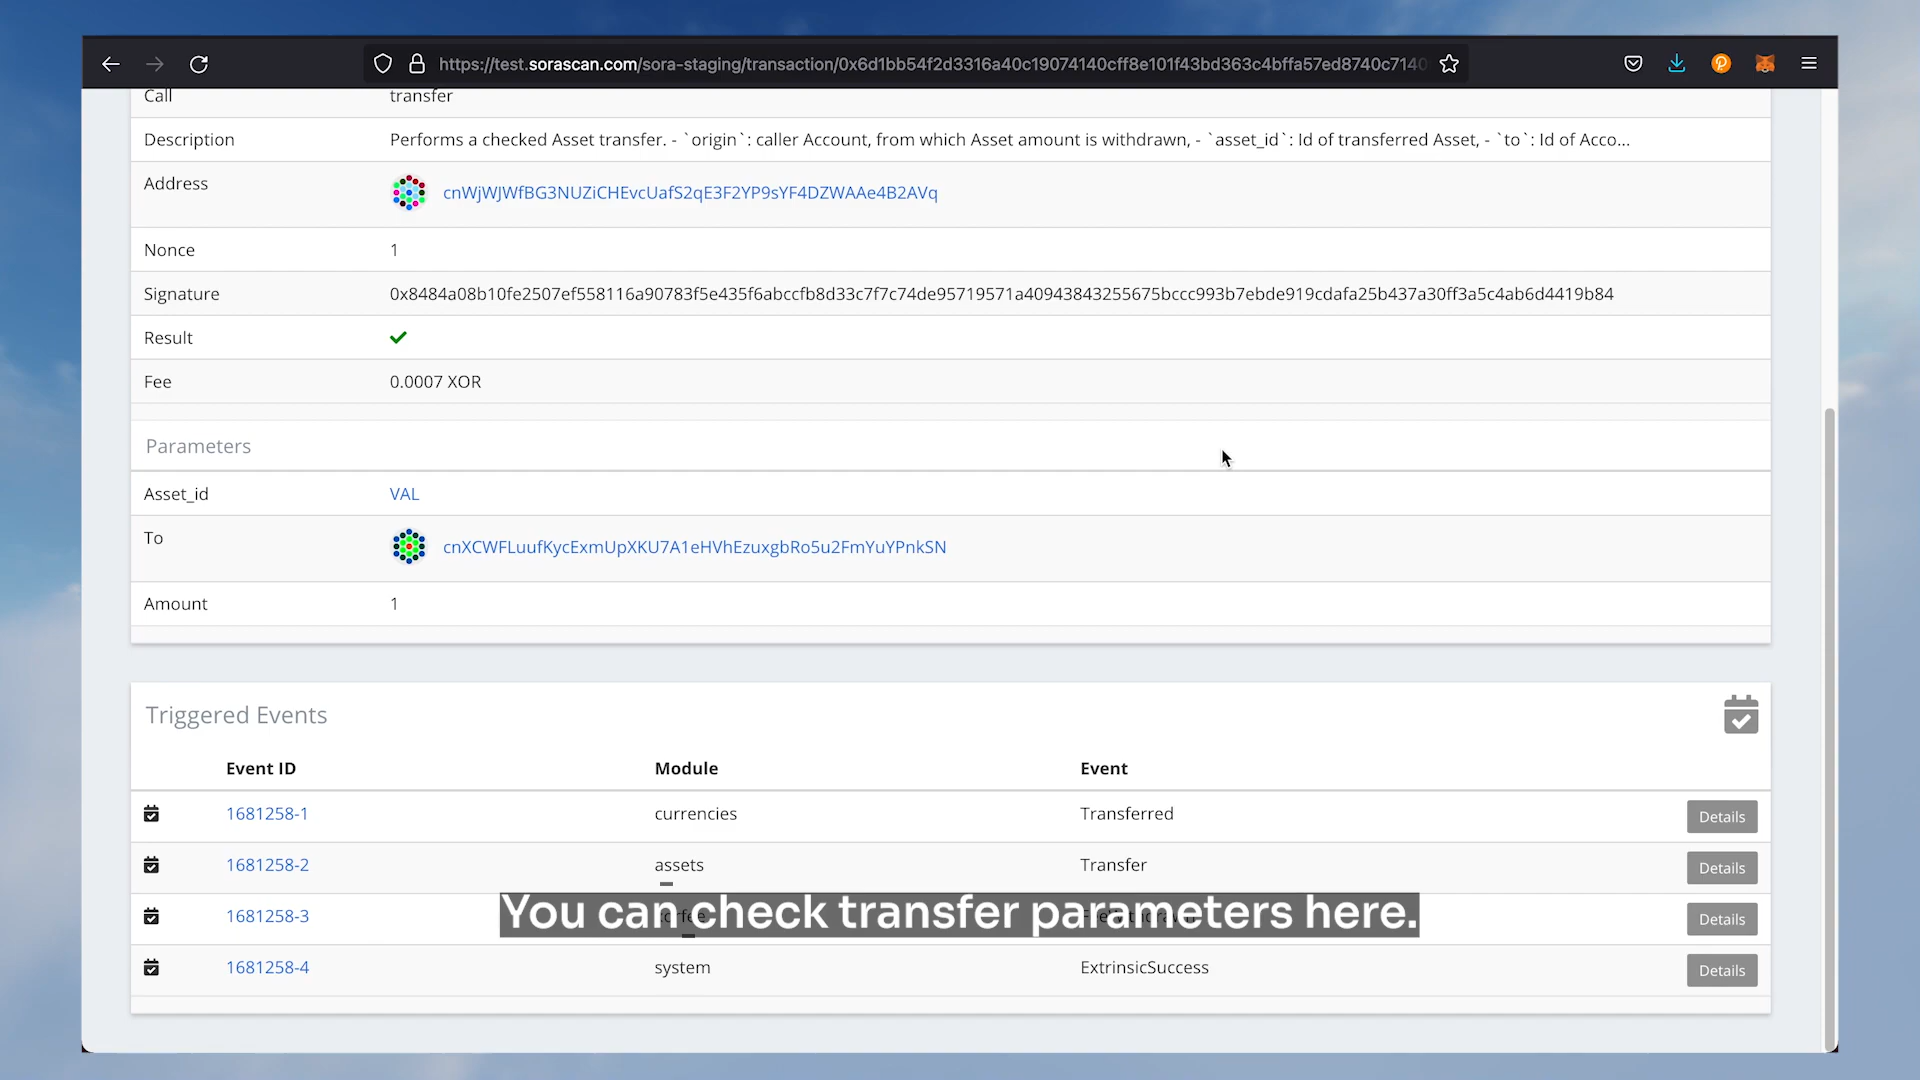 https://test.sorascan.com/sora-staging/transaction/0x6d1bb54f2d3316a40c19074140cff8e101f43bd363c4bffa57ed8740c7140
Call transfer
Description Performs a checked Asset transfer. - `origin`: caller Account, from which Asset amount is withdrawn, - `asset_id`: Id of transferred Asset, - `to`: Id of Acco...
Address cnWjWJWfBG3NUZiCHEvcUafS2qE3F2YP9sYF4DZWAAe4B2AVq
Nonce 1
Signature 0x8484a08b10fe2507ef558116a90783f5e435f6abccfb8d33c7f7c74de95719571a40943843255675bccc993b7ebde919cdafa25b437a30ff3a5c4ab6d4419b84
Result
Fee 0.0007 XOR
Parameters
Asset_id VAL
To cnXCWFLuufKycExmUpXKU7A1eHVhEzuxgbRo5u2FmYuYPnkSN
Amount 1
Triggered Events
Event ID Module Event
1681258-1 currencies Transferred Details
1681258-2 assets Transfer Details
1681258-3 Details
You can check transfer parameters here.
1681258-4 system ExtrinsicSuccess Details